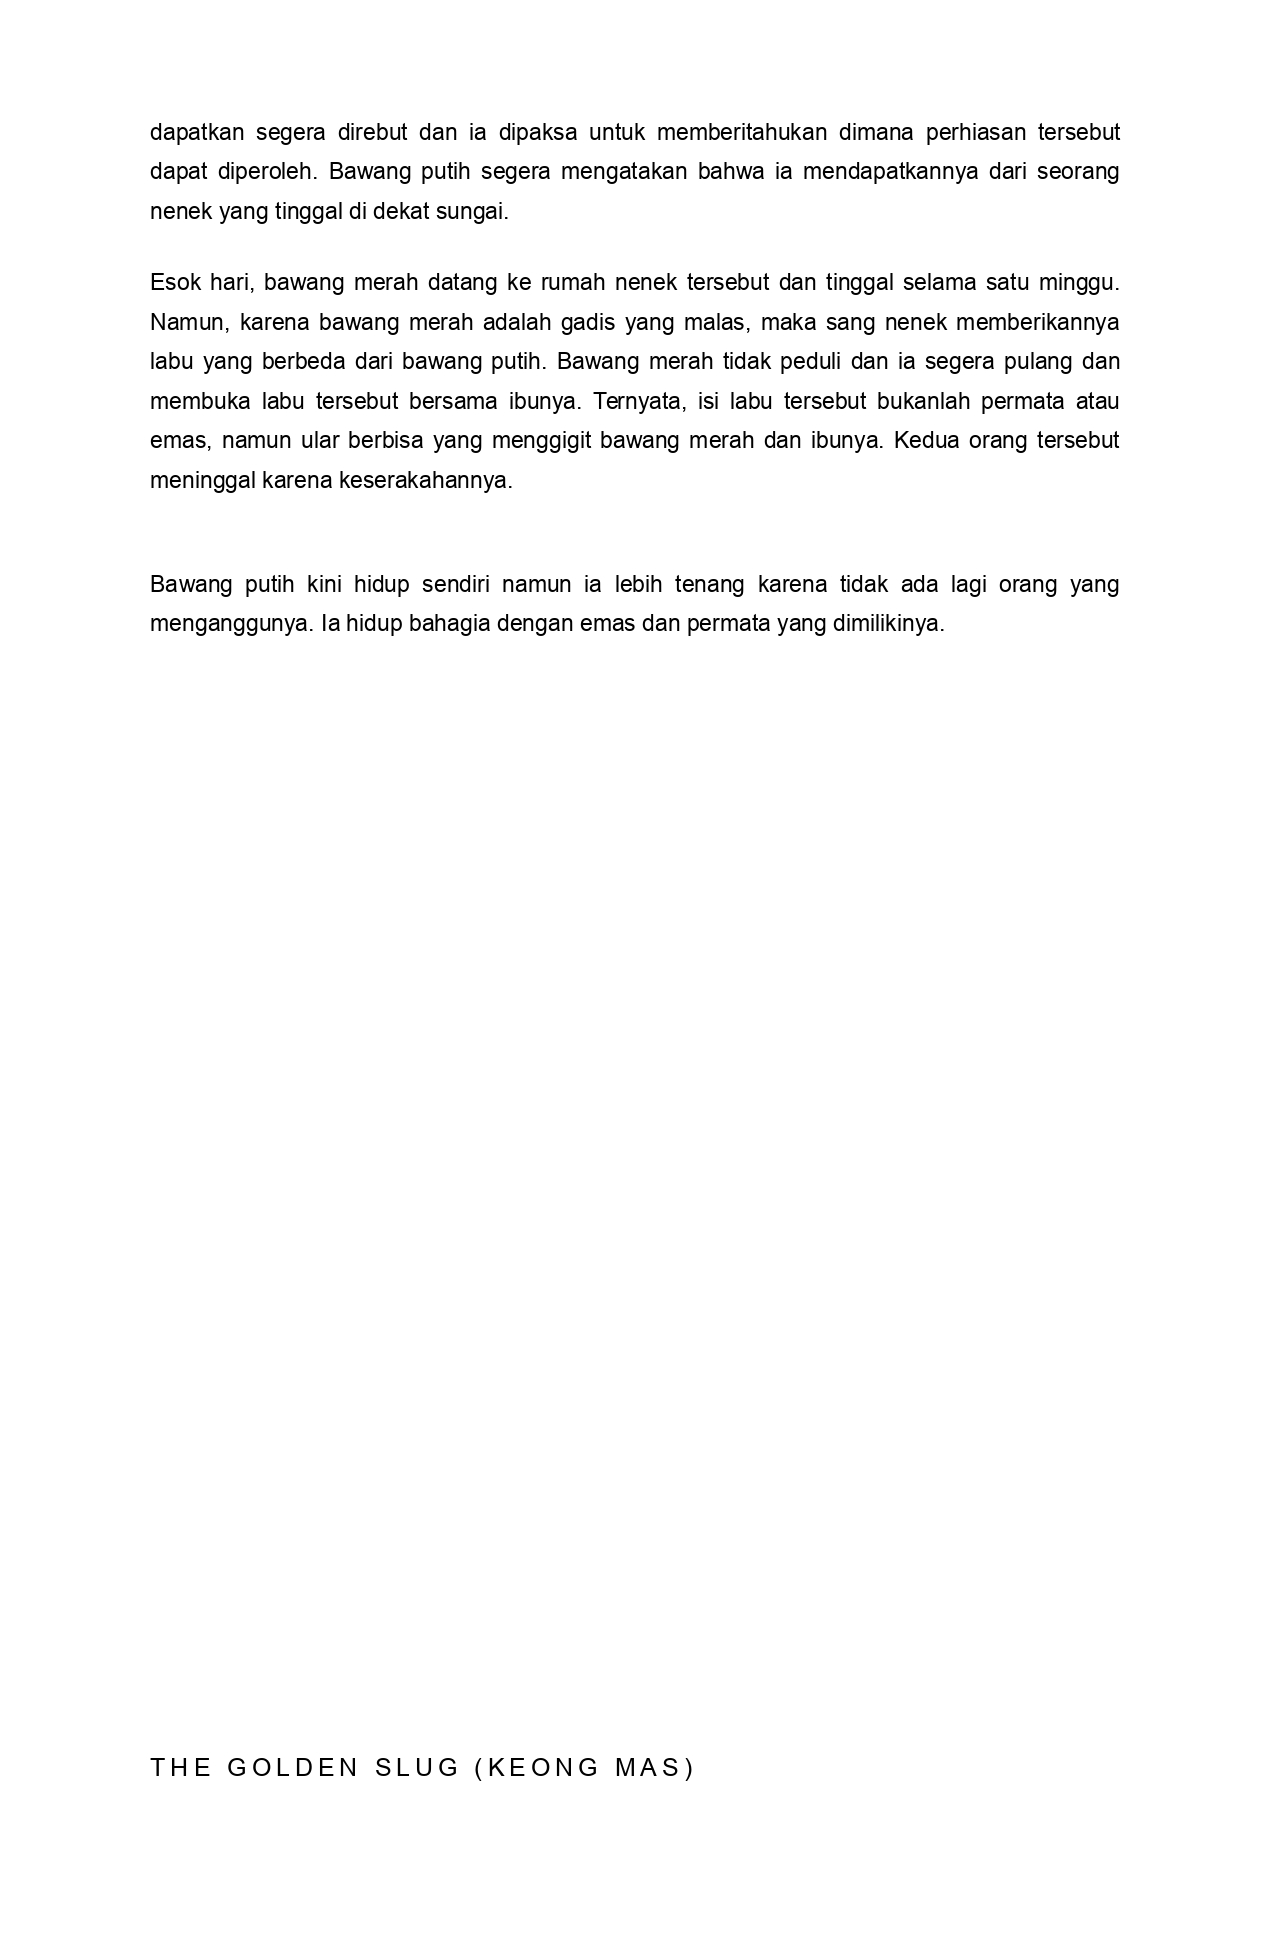 dapatkan segera direbut dan ia dipaksa untuk memberitahukan dimana perhiasan tersebut
dapat diperoleh. Bawang putih segera mengatakan bahwa ia mendapatkannya dari seorang
nenek yang tinggal di dekat sungai.
Esok hari, bawang merah datang ke rumah nenek tersebut dan tinggal selama satu minggu.
Namun, karena bawang merah adalah gadis yang malas, maka sang nenek memberikannya
labu yang berbeda dari bawang putih. Bawang merah tidak peduli dan ia segera pulang dan
membuka labu tersebut bersama ibunya. Ternyata, isi labu tersebut bukanlah permata atau
emas, namun ular berbisa yang menggigit bawang merah dan ibunya. Kedua orang tersebut
meninggal karena keserakahannya.
Bawang putih kini hidup sendiri namun ia lebih tenang karena tidak ada lagi orang yang
menganggunya. Ia hidup bahagia dengan emas dan permata yang dimilikinya.
THE GOLDEN SLUG (KEONG MAS)